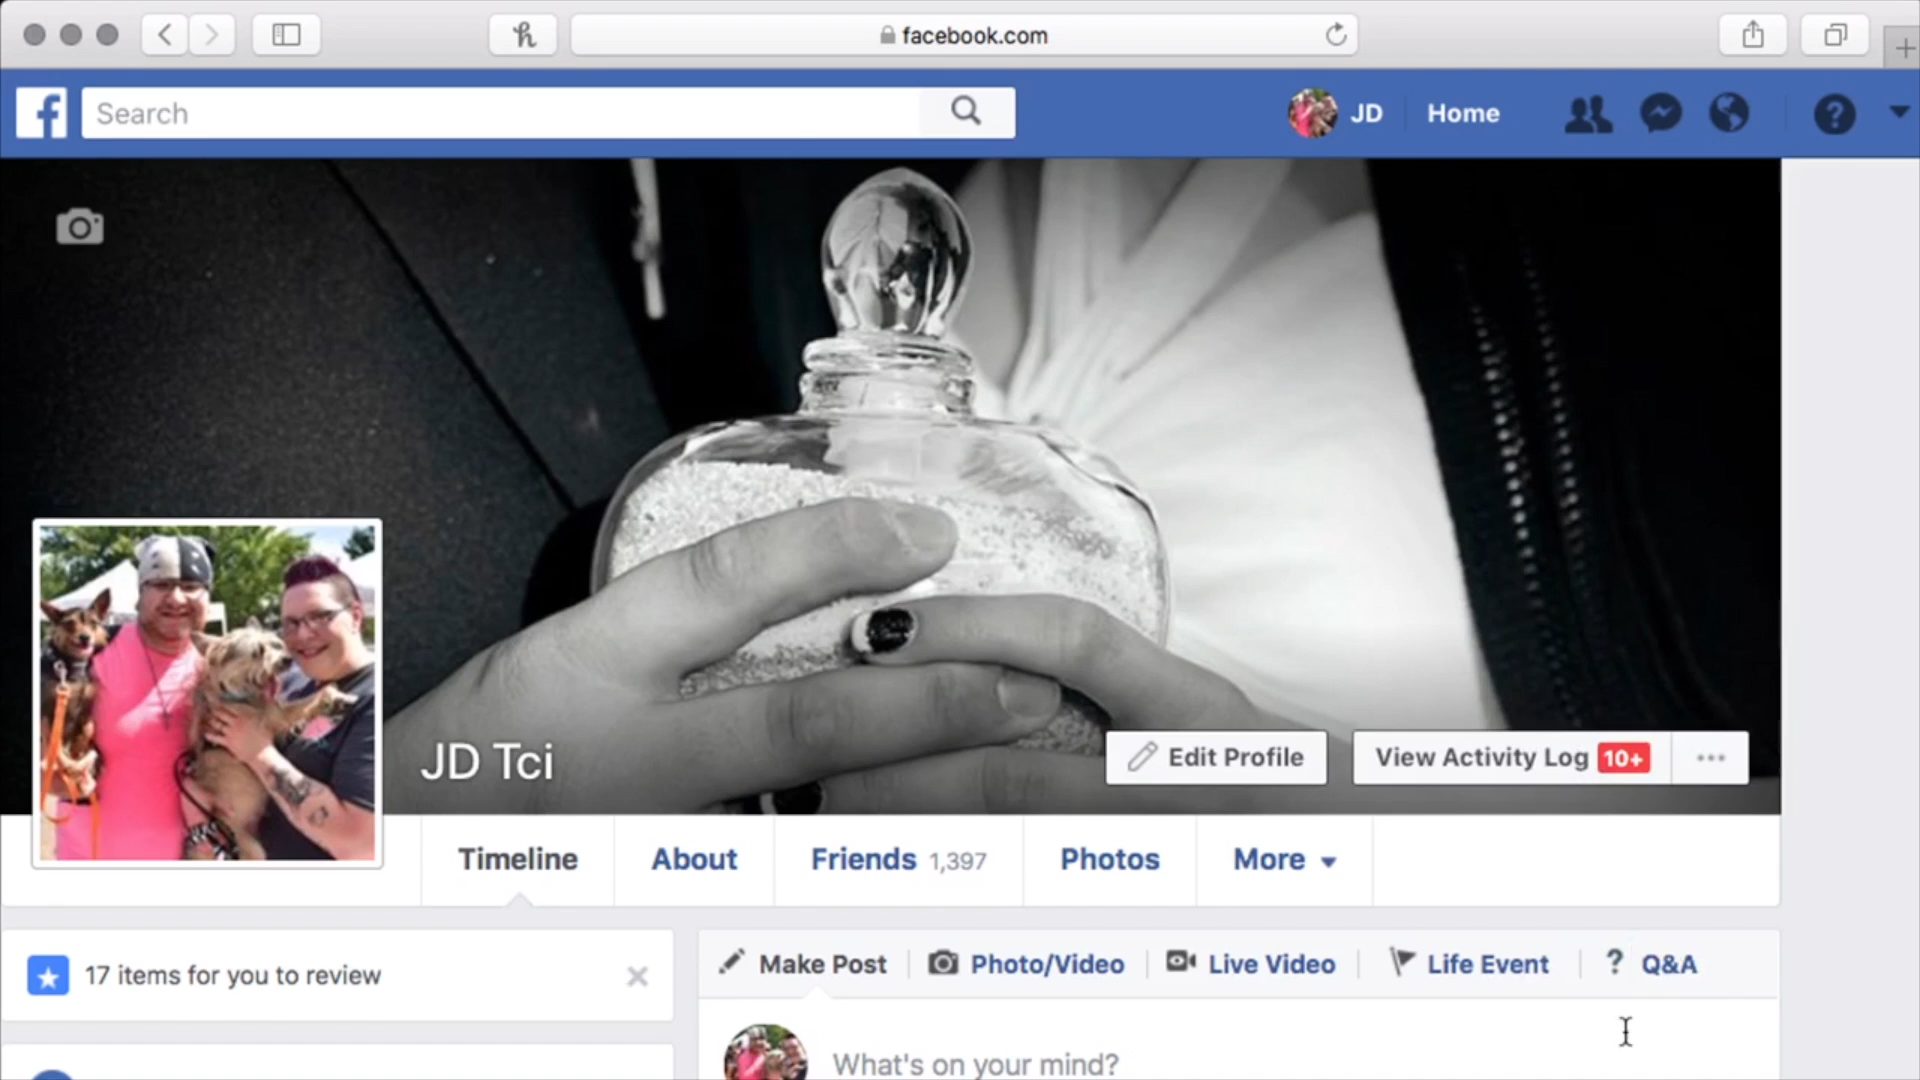 facebook.com
Search
JD
Home
JD Tci
Edit Profile
View Activity Log 10+
Timeline
About
Friends 1,397
Photos
More
17 items for you to review
Make Post
Photo/Video
Live Video
Life Event
? Q&A
What's on your mind?